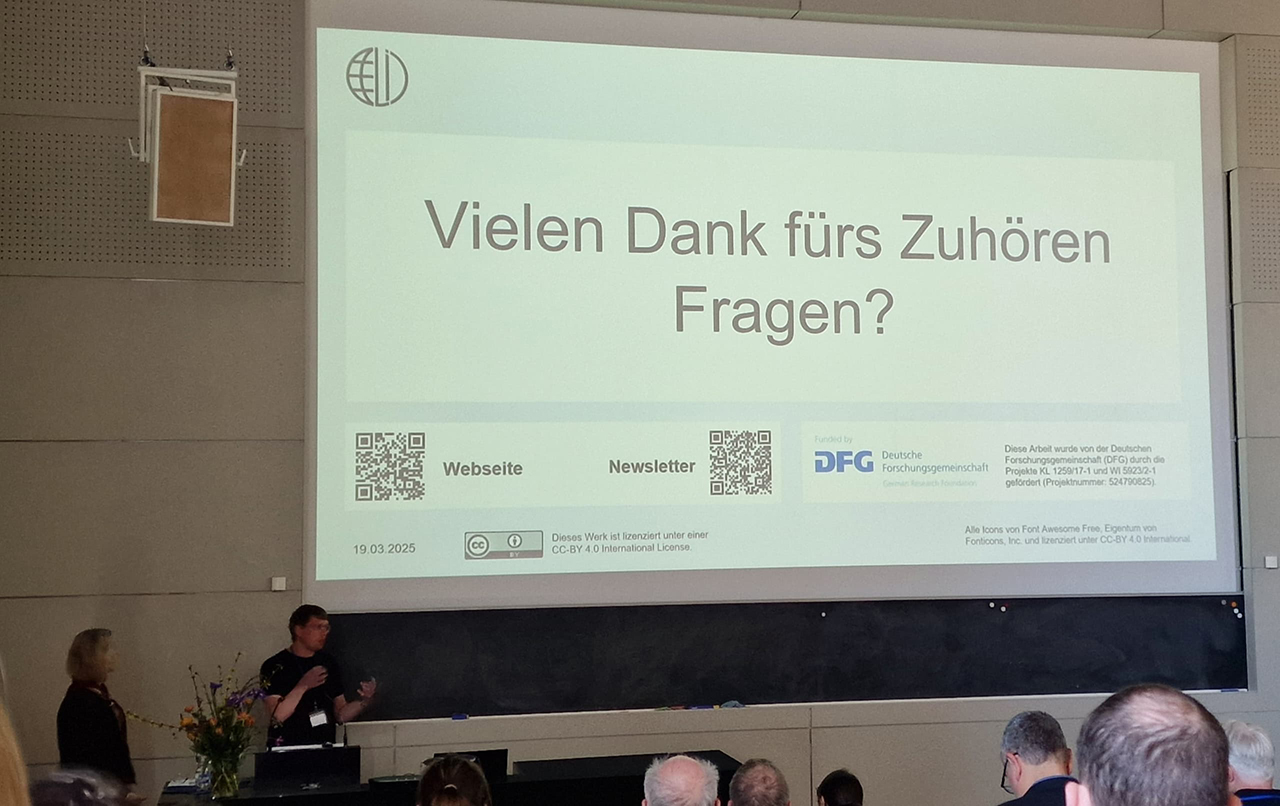 ELi
Vielen Dank fürs Zuhören
Fragen?
Webseite
Newsletter
Funded by
DFG Deutsche
Forschungsgemeinschaft
German Research Foundation
Diese Arbeit wurde von der Deutschen
Forschungsgemeinschaft (DFG) durch die
Projekte KL 1259/17-1 und WI 5923/2-1
gefördert (Projektnummer: 524790825).
19.03.2025
cc BY
Dieses Werk ist lizenziert unter einer
CC-BY 4.0 International License.
Alle Icons von Font Awesome Free, Eigentum von
Fonticons, Inc. und lizenziert unter CC-BY 4.0 International.